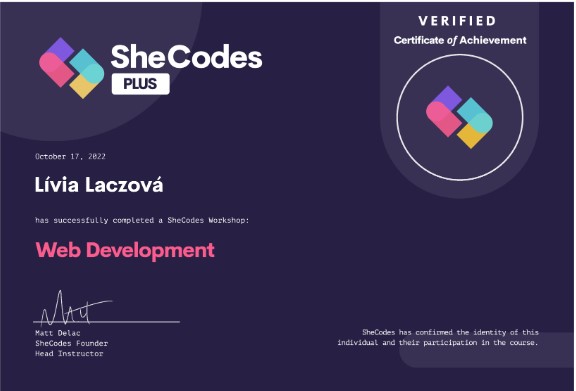 SheCodes
PLUS
VERIFIED
Certificate of Achievement
October 17, 2022
Lívia Laczová
has successfully completed a SheCodes Workshop:
Web Development
Matt Delac
SheCodes Founder
Head Instructor
SheCodes has confirmed the identity of this
individual and their participation in the course.